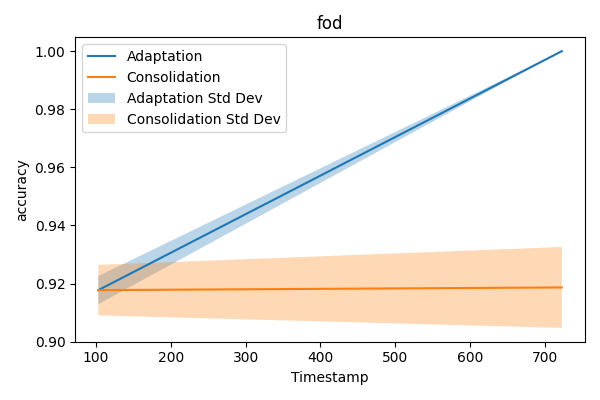 fod
Adaptation
Consolidation
Adaptation Std Dev
Consolidation Std Dev
accuracy
1.00
0.98
0.96
0.94
0.92
0.90
100 200 300 400 500 600 700
Timestamp